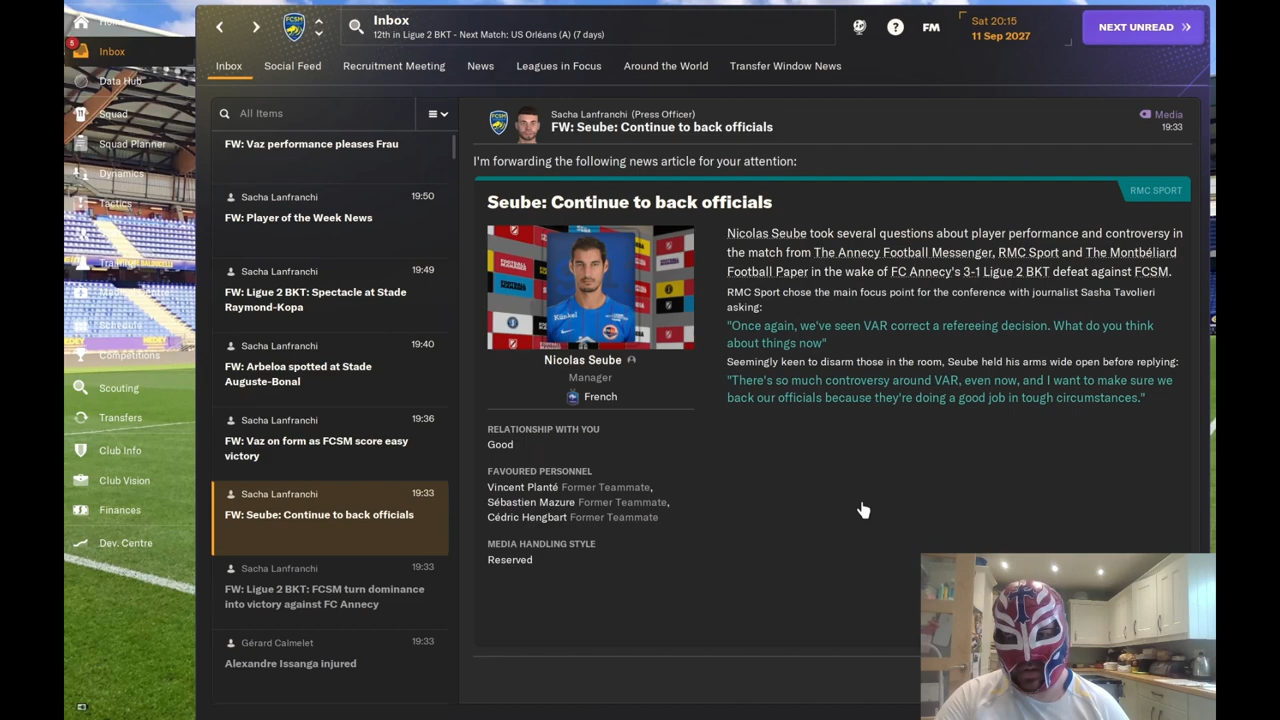 Home
FCSM
Inbox
12th in Ligue 2 BKT - Next Match: US Orléans (A) (7 days)
?
FM
Sat 20:15
11 Sep 2027
NEXT UNREAD
5
Inbox
Data Hub
Squad
Squad Planner
Dynamics
Tactics
Competitions
Scouting
Transfers
Club Info
Club Vision
Finances
Dev. Centre
Inbox
Social Feed
Recruitment Meeting
News
Leagues in Focus
Around the World
Transfer Window News
All Items
FW: Vaz performance pleases Frau
Sacha Lanfranchi
19:50
FW: Player of the Week News
Sacha Lanfranchi
19:49
FW: Ligue 2 BKT: Spectacle at Stade
Raymond-Kopa
Sacha Lanfranchi
19:40
FW: Arbeloa spotted at Stade
Auguste-Bonal
Sacha Lanfranchi
19:36
FW: Vaz on form as FCSM score easy
victory
Sacha Lanfranchi
19:33
FW: Seube: Continue to back officials
Sacha Lanfranchi
19:33
FW: Ligue 2 BKT: FCSM turn dominance
into victory against FC Annecy
Gérard Calmelet
19:33
Alexandre Issanga injured
Sacha Lanfranchi (Press Officer)
FW: Seube: Continue to back officials
Media
19:33
I'm forwarding the following news article for your attention:
RMC SPORT
Seube: Continue to back officials
Nicolas Seube took several questions about player performance and controversy in
the match from The Annecy Football Messenger, RMC Sport and The Montbéliard
Football Paper in the wake of FC Annecy's 3-1 Ligue 2 BKT defeat against FCSM.
RMC Sport chose the main focus point for the conference with journalist Sasha Tavolieri
asking:
"Once again, we've seen VAR correct a refereeing decision. What do you think
about things now"
Seemingly keen to disarm those in the room, Seube held his arms wide open before replying:
"There's so much controversy around VAR, even now, and I want to make sure we
back our officials because they're doing a good job in tough circumstances."
Künkel
Nicolas Seube
Manager
French
RELATIONSHIP WITH YOU
Good
FAVOURED PERSONNEL
Vincent Planté Former Teammate,
Sébastien Mazure Former Teammate,
Cédric Hengbart Former Teammate
MEDIA HANDLING STYLE
Reserved